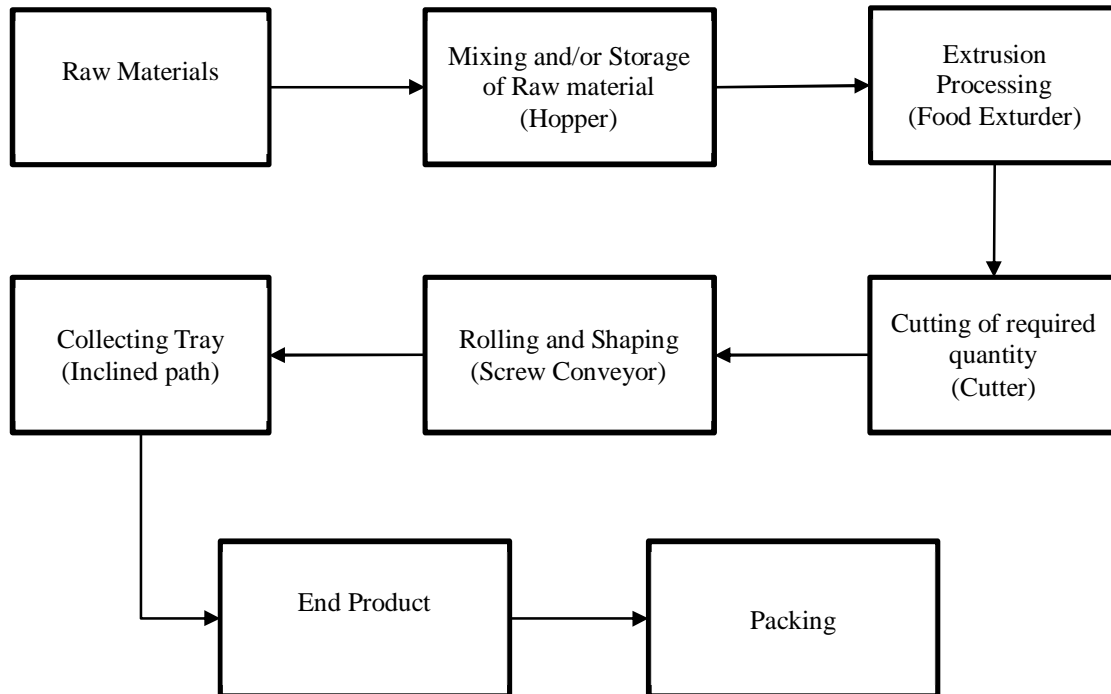 Raw Materials
Mixing and/or Storage
of Raw material
(Hopper)
Extrusion
Processing
(Food Exturder)
Cutting of required
quantity
(Cutter)
Rolling and Shaping
(Screw Conveyor)
Collecting Tray
(Inclined path)
End Product
Packing